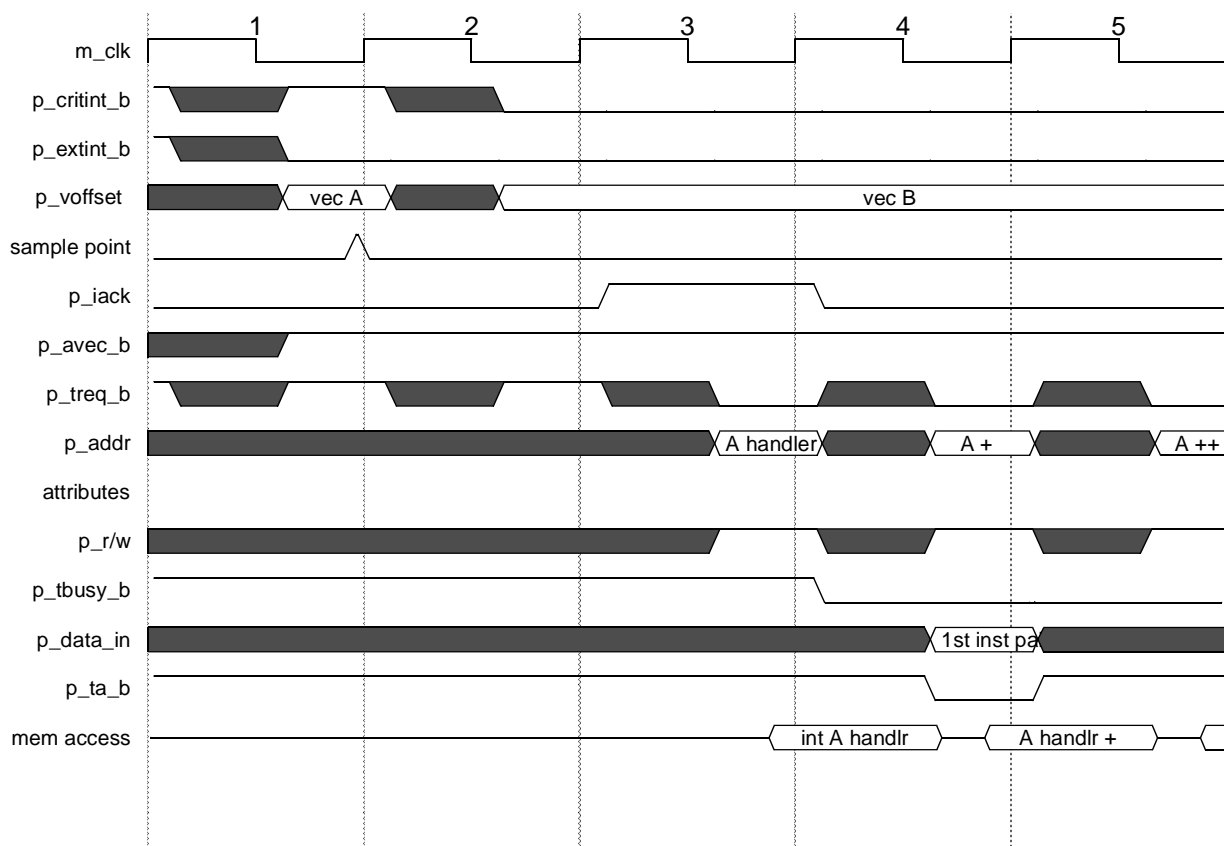 1 2 3 4 5
m_clk
p_critint_b
p_extint_b
p_voffset vec A vec B
sample point
p_iack
p_avec_b
p_treq_b
p_addr A handler A + A ++
attributes
p_r/w
p_tbusy_b
p_data_in 1st inst pa
p_ta_b
mem access int A handlr A handlr +